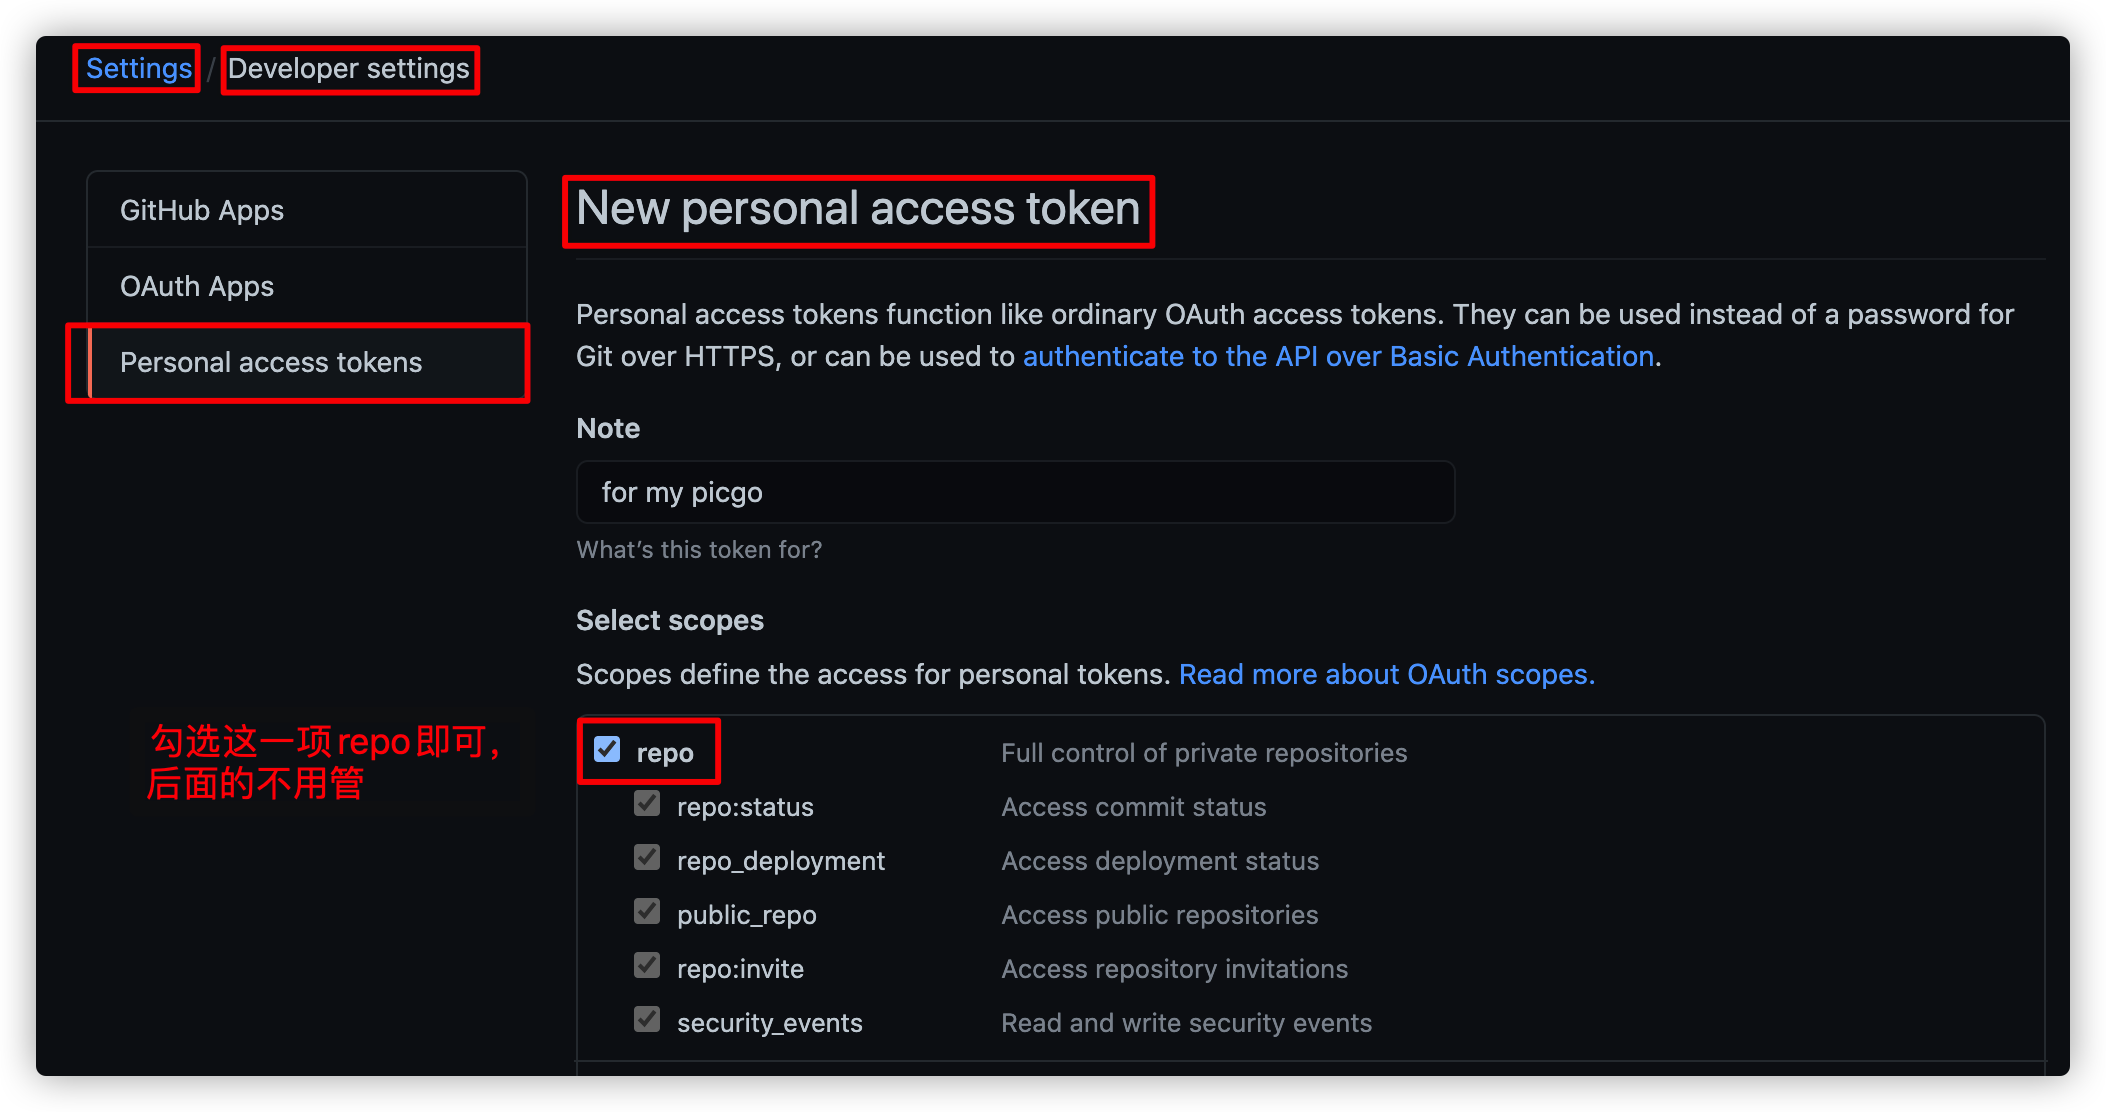 Settings / Developer settings
GitHub Apps
OAuth Apps
Personal access tokens
New personal access token
Personal access tokens function like ordinary OAuth access tokens. They can be used instead of a password for
Git over HTTPS, or can be used to authenticate to the API over Basic Authentication.
Note
for my picgo
What's this token for?
Select scopes
Scopes define the access for personal tokens. Read more about OAuth scopes.
勾选这一项repo即可，
后面的不用管
repo Full control of private repositories
repo:status Access commit status
repo_deployment Access deployment status
public_repo Access public repositories
repo:invite Access repository invitations
security_events Read and write security events